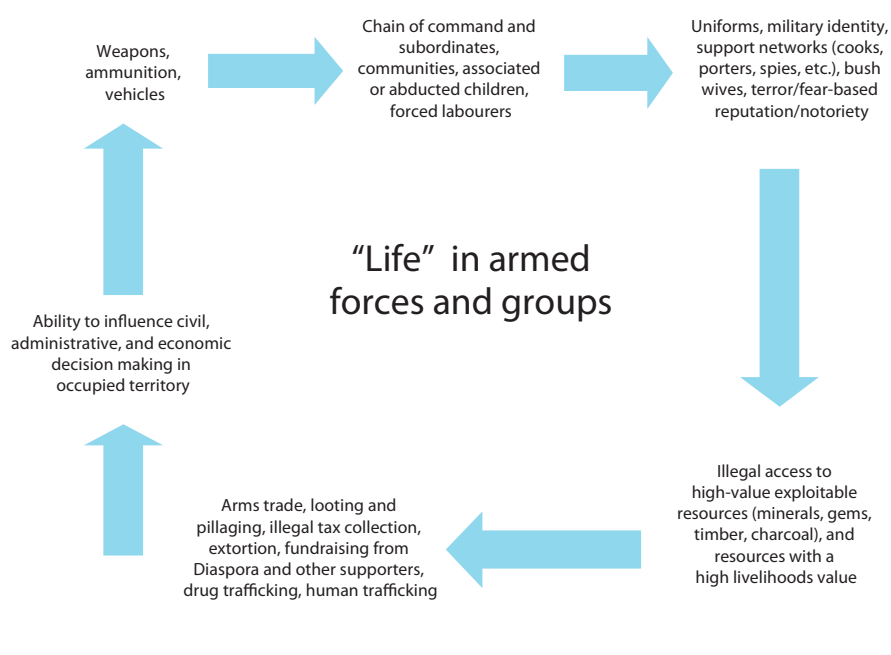 Weapons,
ammunition,
vehicles
Chain of command and
subordinates,
communities, associated
or abducted children,
forced labourers
Uniforms, military identity,
support networks (cooks,
porters, spies, etc.), bush
wives, terror/fear-based
reputation/notoriety
“Life” in armed
forces and groups
Illegal access to
high-value exploitable
resources (minerals, gems,
timber, charcoal), and
resources with a
high livelihoods value
Arms trade, looting and
pillaging, illegal tax collection,
extortion, fundraising from
Diaspora and other supporters,
drug trafficking, human trafficking
Ability to influence civil,
administrative, and economic
decision making in
occupied territory